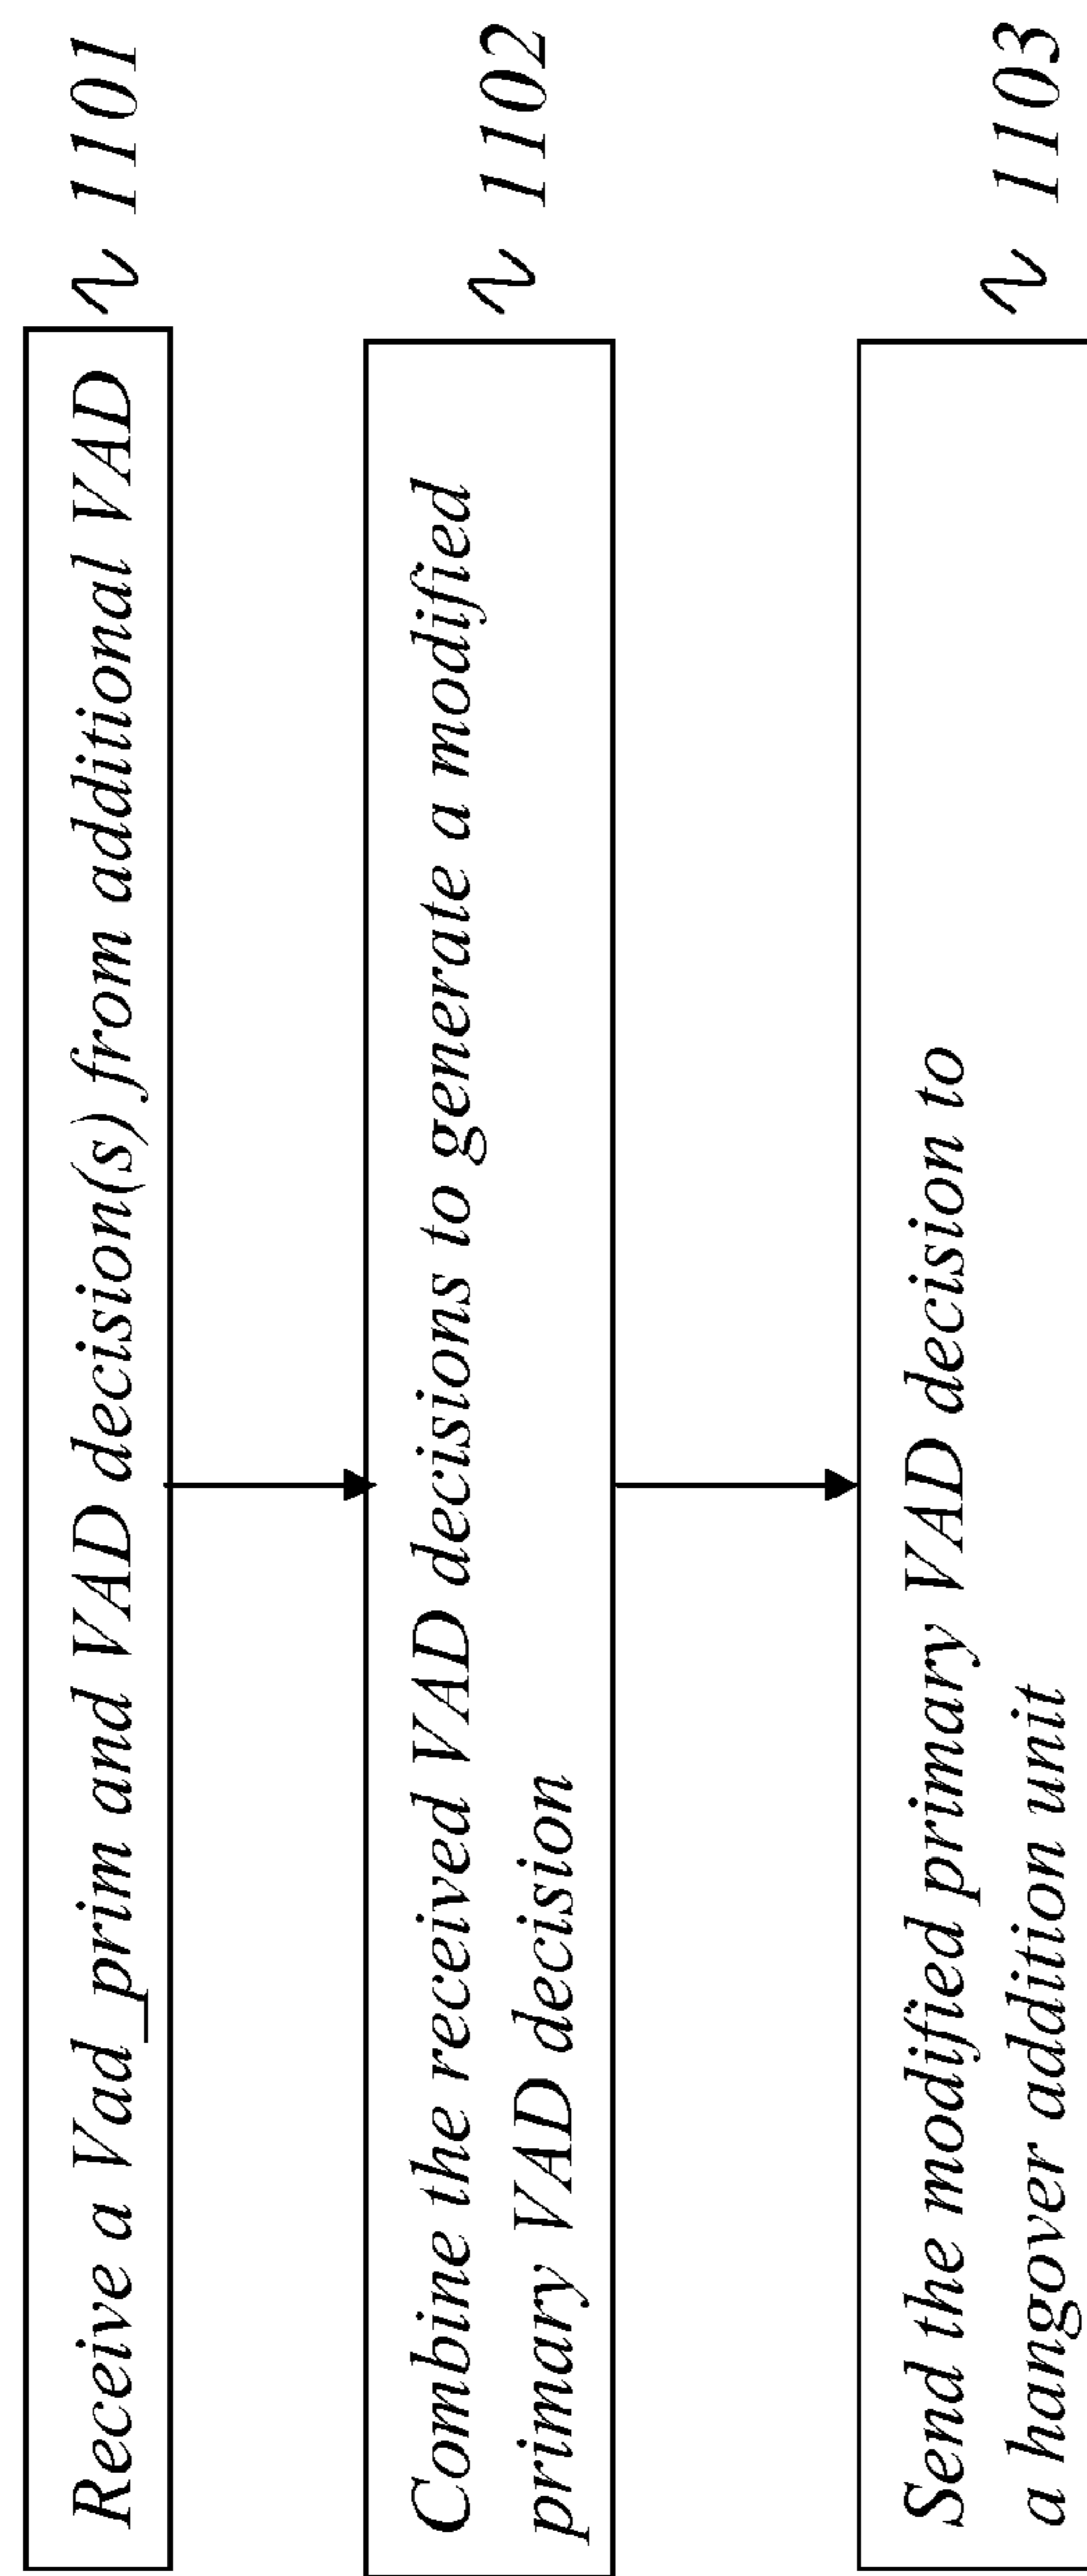 Receive a Vad_prim and VAD decision(s) from additional VAD
1101
Combine the received VAD decisions to generate a modified
primary VAD decision
1102
Send the modified primary VAD decision to
a hangover addition unit
1103